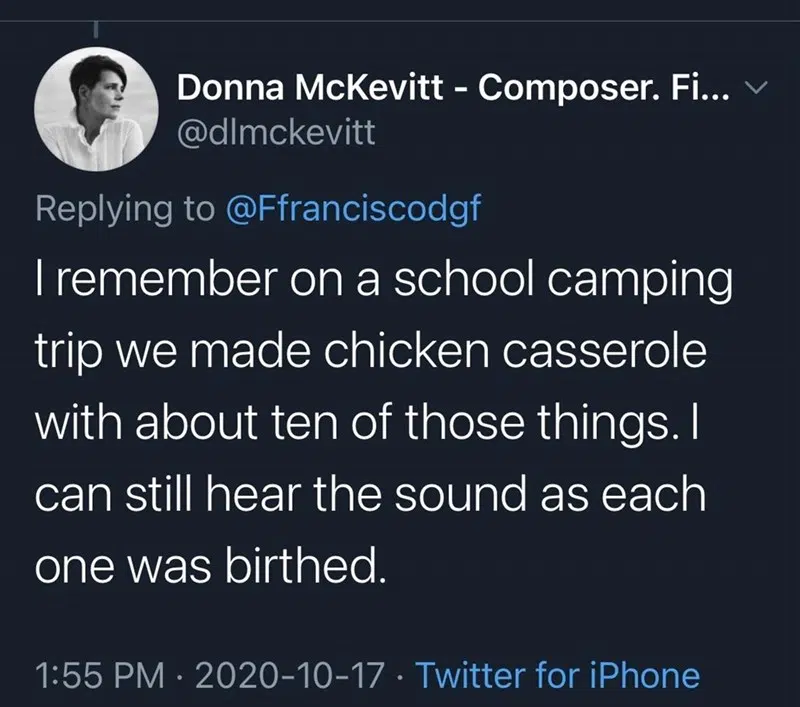 Donna McKevitt - Composer. Fi...
@dlmckevitt
Replying to @Ffranciscodgf
I remember on a school camping
trip we made chicken casserole
with about ten of those things. I
can still hear the sound as each
one was birthed.
1:55 PM · 2020-10-17 · Twitter for iPhone